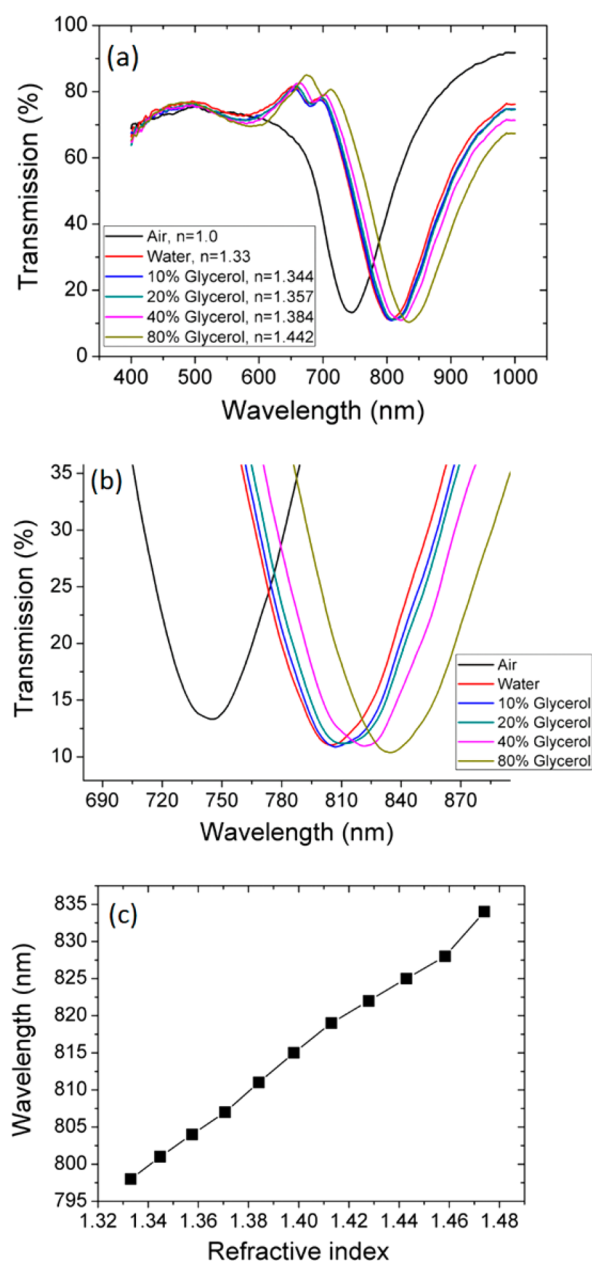 (a)
Transmission (%)
100
80
60
40
20
0
Air, n=1.0
Water, n=1.33
10% Glycerol, n=1.344
20% Glycerol, n=1.357
40% Glycerol, n=1.384
80% Glycerol, n=1.442
400 500 600 700 800 900 1000
Wavelength (nm)
(b)
Transmission (%)
35
30
25
20
15
10
Air
Water
10% Glycerol
20% Glycerol
40% Glycerol
80% Glycerol
690 720 750 780 810 840 870
Wavelength (nm)
(c)
Wavelength (nm)
835
830
825
820
815
810
805
800
795
1.32 1.34 1.36 1.38 1.40 1.42 1.44 1.46 1.48
Refractive index